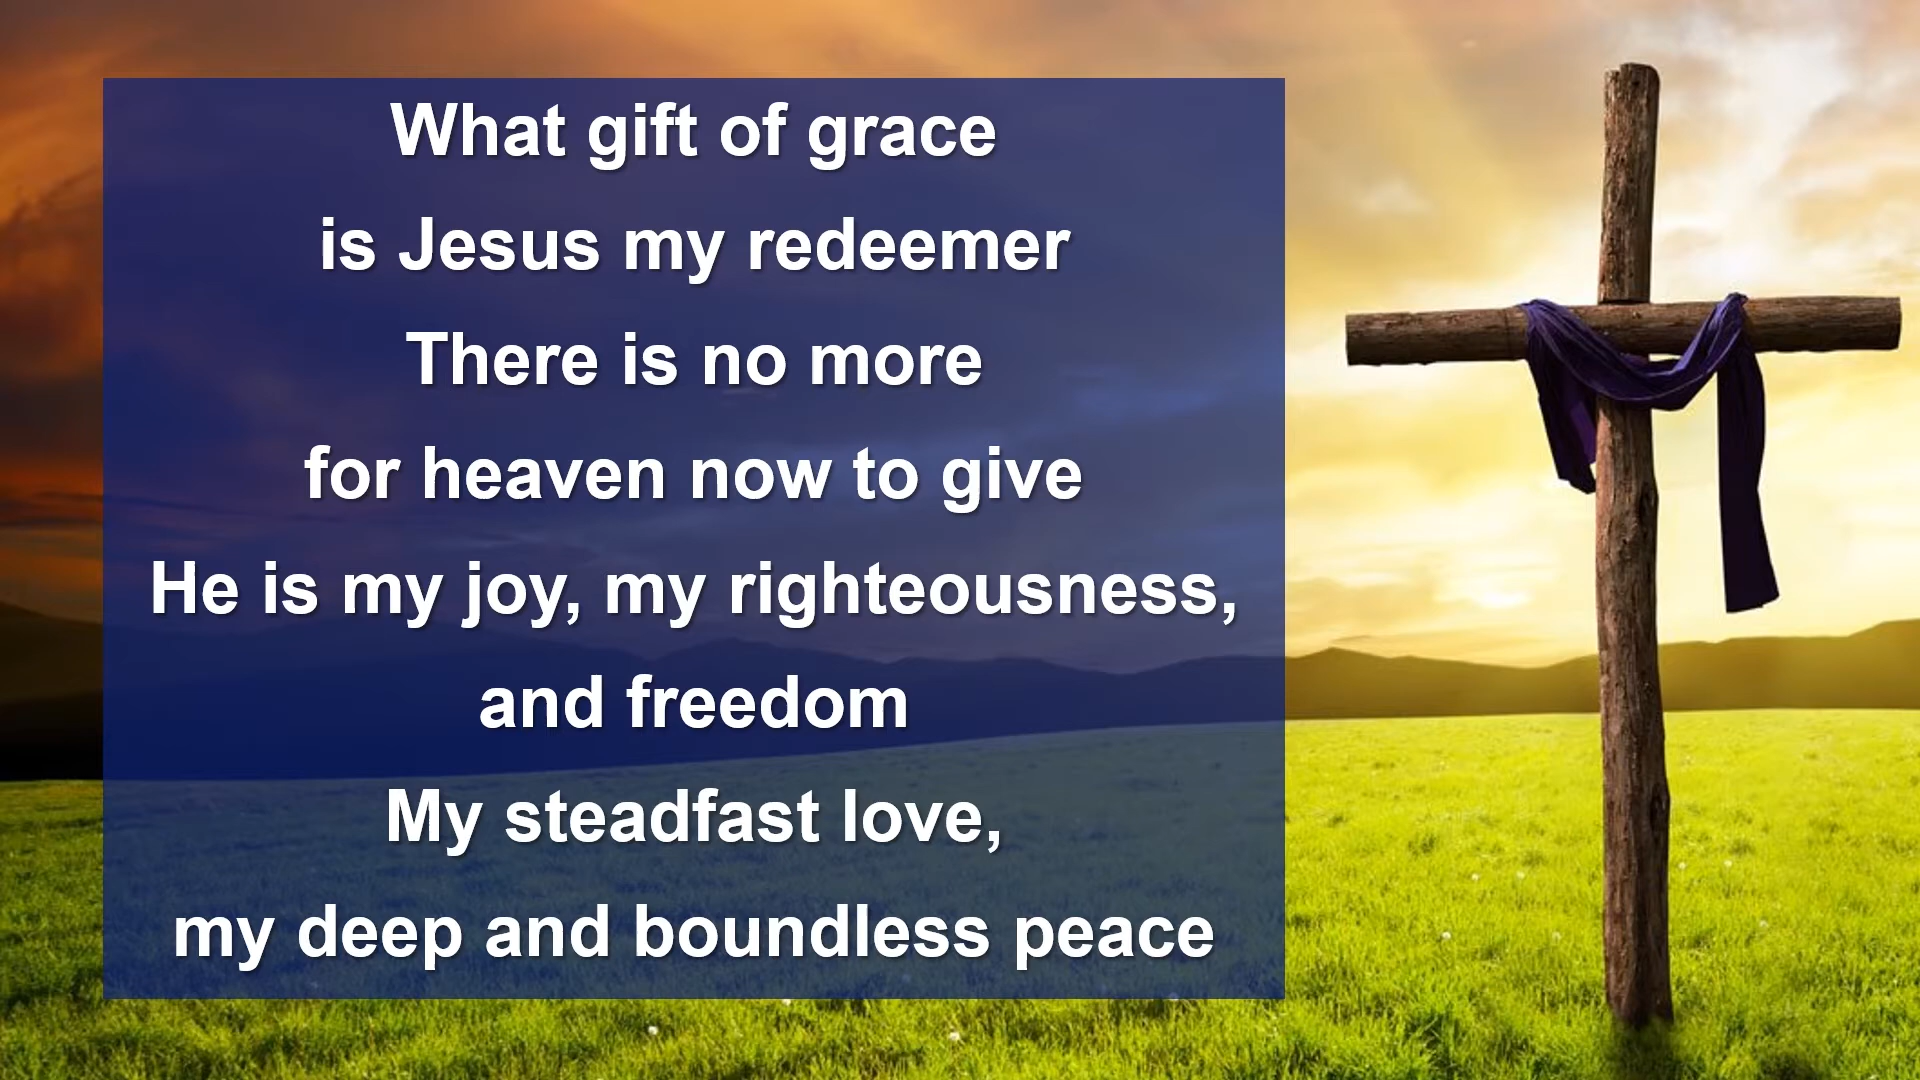 What gift of grace
is Jesus my redeemer
There is no more
for heaven now to give
He is my joy, my righteousness,
and freedom
My steadfast love,
my deep and boundless peace